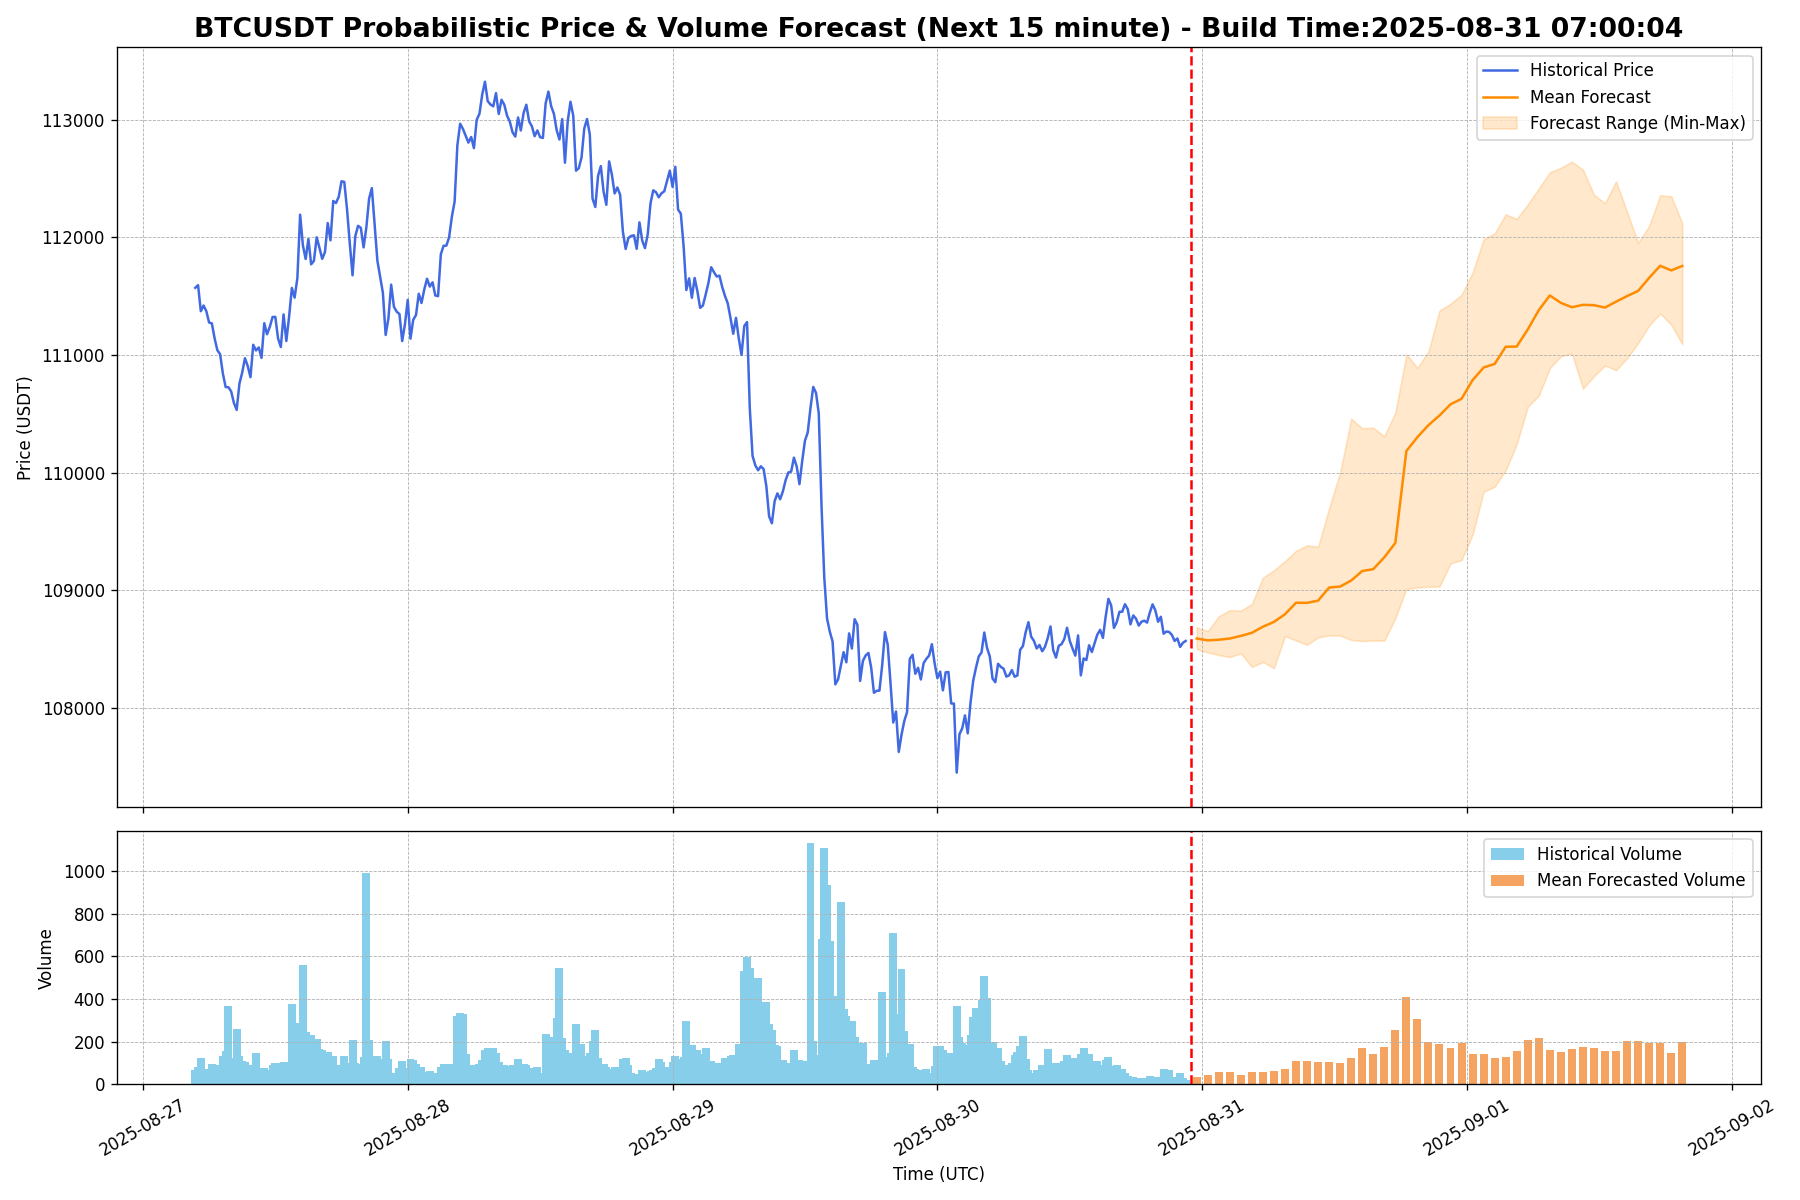 BTCUSDT Probabilistic Price & Volume Forecast (Next 15 minute) - Build Time:2025-08-31 07:00:04
Historical Price
Mean Forecast
Forecast Range (Min-Max)
Price (USDT)
113000
112000
111000
110000
109000
108000
Historical Volume
Mean Forecasted Volume
Volume
1000
800
600
400
200
0
2025-08-27
2025-08-28
2025-08-29
2025-08-30
2025-08-31
2025-09-01
2025-09-02
Time (UTC)